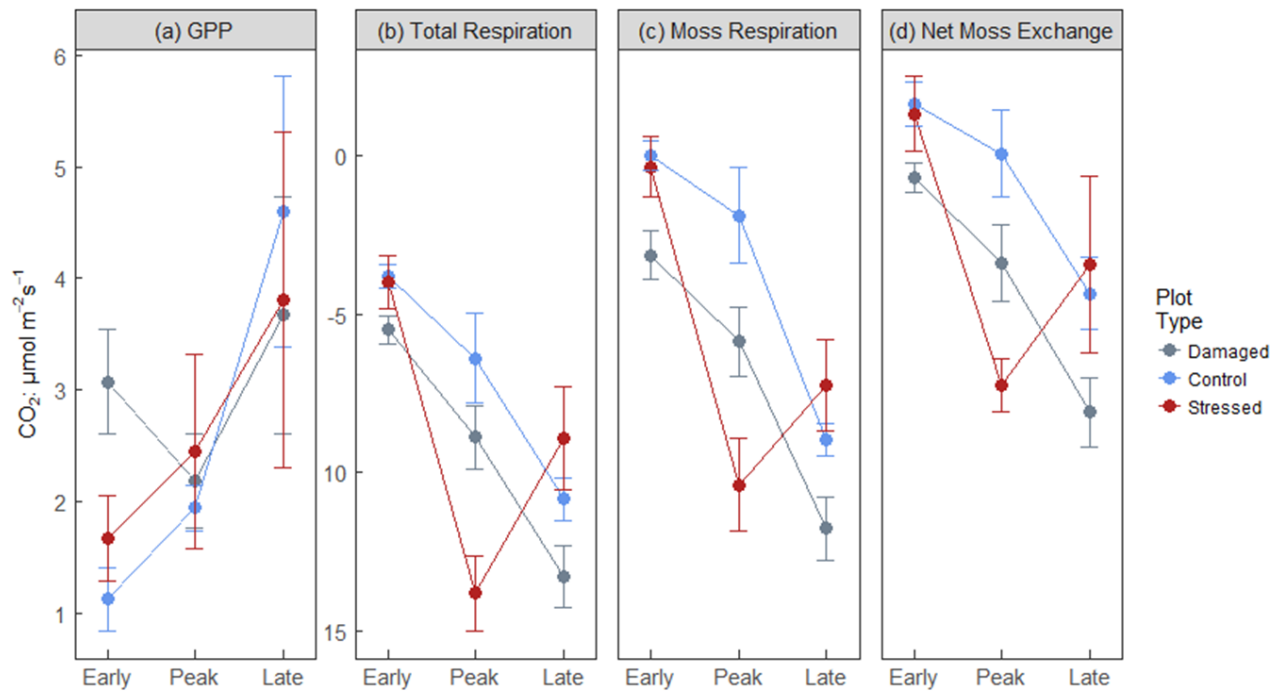 (a) GPP
(b) Total Respiration
(c) Moss Respiration
(d) Net Moss Exchange
CO₂; µmol m⁻² s⁻¹
6
5
4
3
2
1
0
-5
10
15
Early Peak Late
Early Peak Late
Early Peak Late
Early Peak Late
Plot
Type
Damaged
Control
Stressed